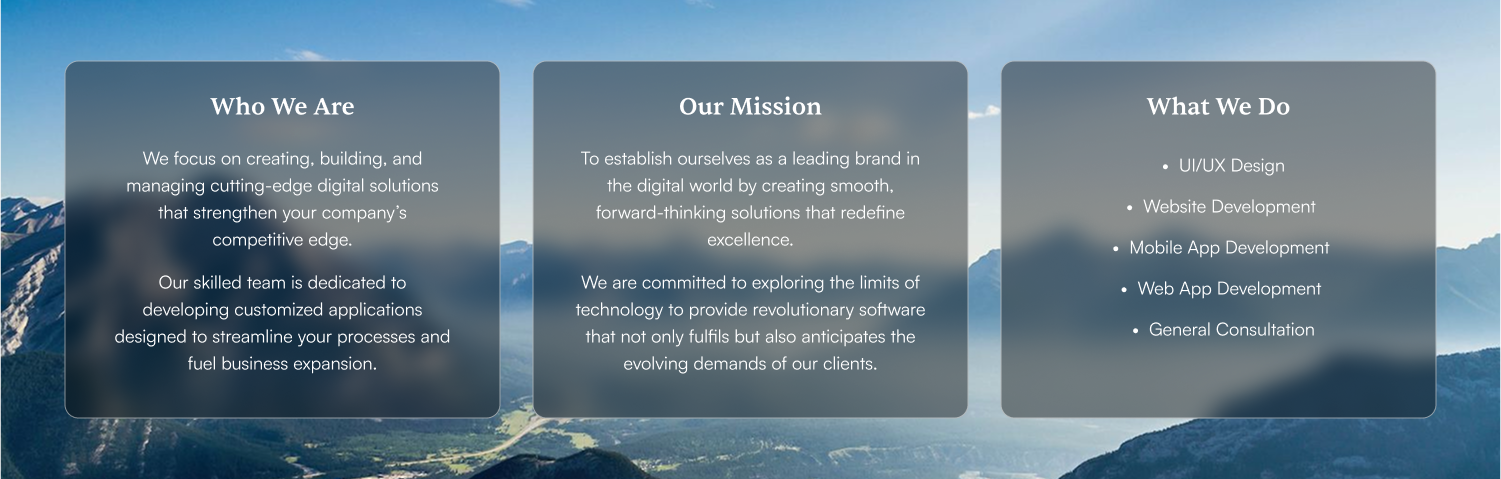 Who We Are
We focus on creating, building, and
managing cutting-edge digital solutions
that strengthen your company’s
competitive edge.
Our skilled team is dedicated to
developing customized applications
designed to streamline your processes and
fuel business expansion.
Our Mission
To establish ourselves as a leading brand in
the digital world by creating smooth,
forward-thinking solutions that redefine
excellence.
We are committed to exploring the limits of
technology to provide revolutionary software
that not only fulfils but also anticipates the
evolving demands of our clients.
What We Do
• UI/UX Design
• Website Development
• Mobile App Development
• Web App Development
• General Consultation